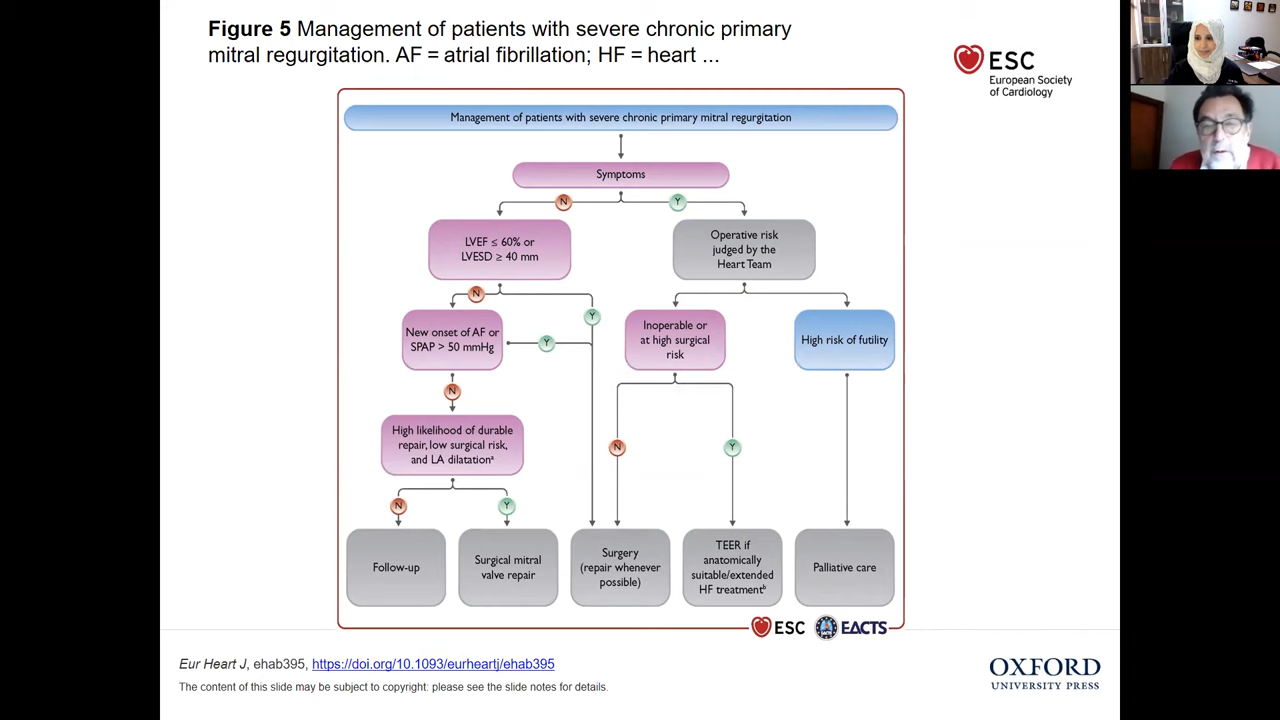 Figure 5 Management of patients with severe chronic primary
mitral regurgitation. AF = atrial fibrillation; HF = heart ...
ESC
European Society
of Cardiology
Management of patients with severe chronic primary mitral regurgitation
Symptoms
N
Y
LVEF ≤ 60% or
LVESD ≥ 40 mm
Operative risk
judged by the
Heart Team
N
Y
New onset of AF or
SPAP > 50 mmHg
Y
Inoperable or
at high surgical
risk
High risk of futility
N
High likelihood of durable
repair, low surgical risk,
and LA dilatationᵃ
N
Y
N
Y
Follow-up
Surgical mitral
valve repair
Surgery
(repair whenever
possible)
TEER if
anatomically
suitable/extended
HF treatmentᵇ
Palliative care
ESC
EACTS
Eur Heart J, ehab395, https://doi.org/10.1093/eurheartj/ehab395
The content of this slide may be subject to copyright: please see the slide notes for details.
OXFORD
UNIVERSITY PRESS